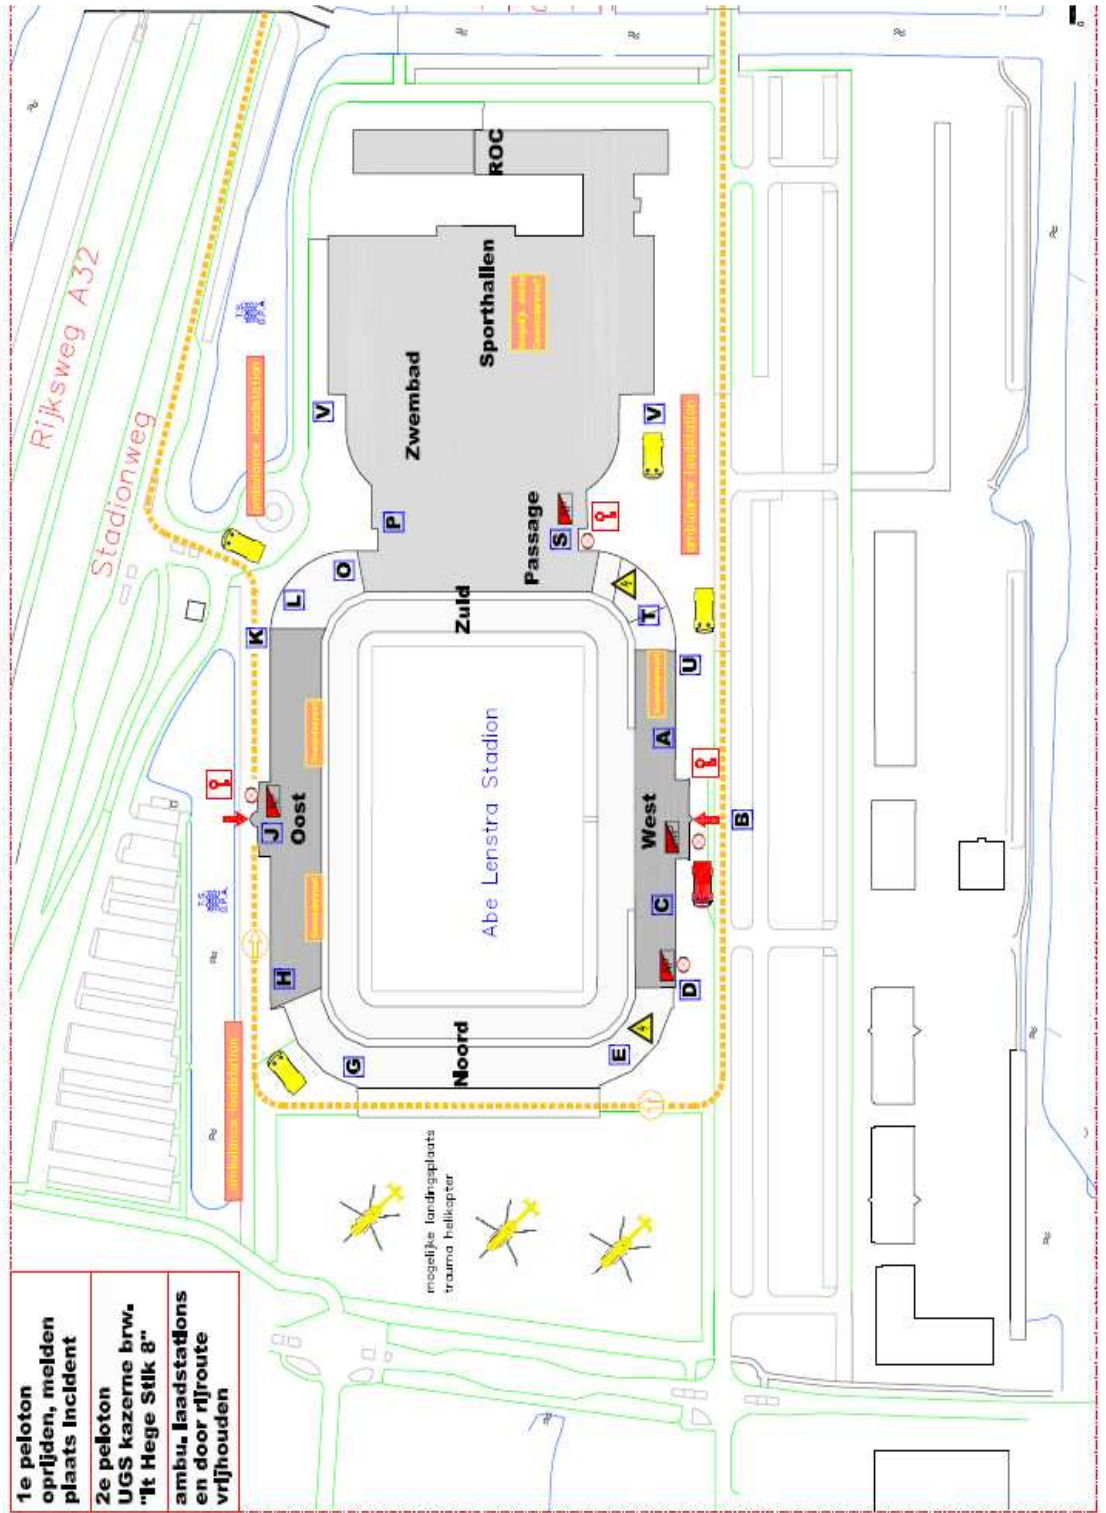 1e peloton
oprijden, melden
plaats incident
2e peloton
UGS kazerne brw.
"It Hege Stik 8"
ambu. laadstations
en door rijroute
vrijhouden
Rijksweg A32
Stadionweg
ambulance laadstation
ambulance laadstation
ambulance laadstation
T.S.
O.P.A.
T.S.
O.P.A.
mogelijke landingsplaats
trauma helikopter
Noord
Oost
West
Zuid
Abe Lenstra Stadion
Passage
Zwembad
Sporthallen
ROC
A
B
C
D
E
G
H
J
K
L
O
P
S
T
U
V
V